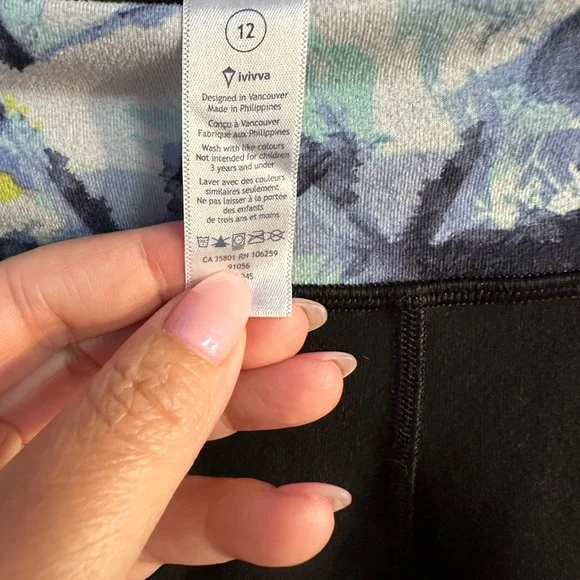 12
ivivva
Designed in Vancouver
Made in Philippines
Conçu à Vancouver
Fabriqué aux Philippines
Wash with like colours
Not intended for children
3 years and under
Laver avec des couleurs
similaires seulement
Ne pas laisser à la portée
des enfants
de trois ans et moins
CA 35801 RN 106259
91056